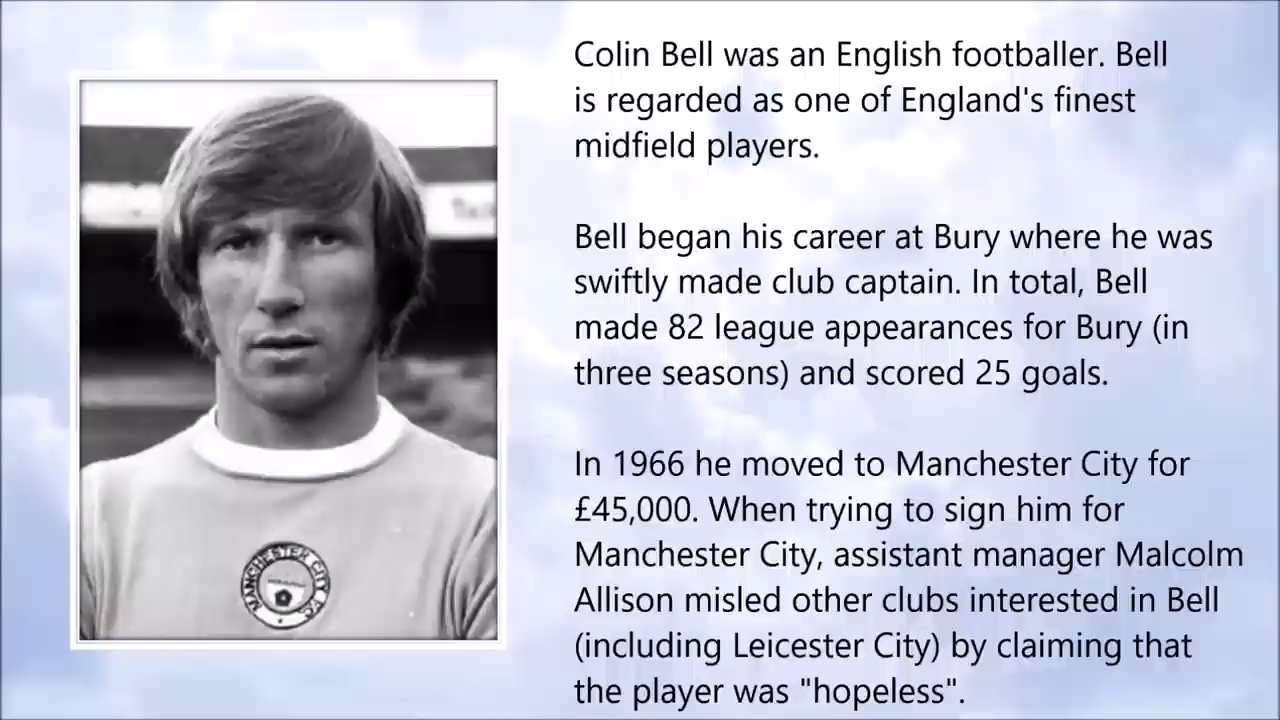 Colin Bell was an English footballer. Bell
is regarded as one of England's finest
midfield players.
Bell began his career at Bury where he was
swiftly made club captain. In total, Bell
made 82 league appearances for Bury (in
three seasons) and scored 25 goals.
In 1966 he moved to Manchester City for
£45,000. When trying to sign him for
Manchester City, assistant manager Malcolm
Allison misled other clubs interested in Bell
(including Leicester City) by claiming that
the player was "hopeless".
MANCHESTER CITY F.C.